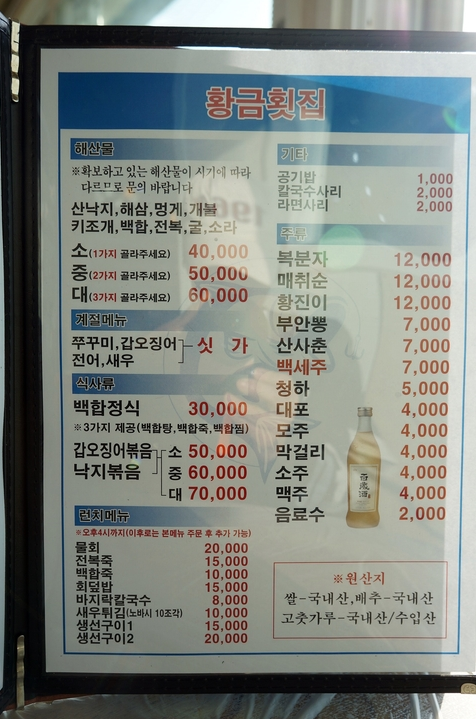 황금횟집
해산물
※확보하고 있는 해산물이 시기에 따라
다르므로 문의 바랍니다
산낙지,해삼,멍게,개불
키조개,백합,전복,굴,소라
소(1가지 골라주세요) 40,000
중(2가지 골라주세요) 50,000
대(3가지 골라주세요) 60,000
계절메뉴
쭈꾸미,갑오징어
전어,새우
싯 가
식사류
백합정식 30,000
※3가지 제공(백합탕,백합죽,백합찜)
갑오징어볶음
낙지볶음
소 50,000
중 60,000
대 70,000
런처메뉴
※오후4시까지(이후로는 본메뉴 주문 후 추가 가능)
물회 20,000
전복죽 15,000
백합죽 10,000
회덮밥 15,000
바지락칼국수 8,000
새우튀김(노바시 10조각) 10,000
생선구이1 15,000
생선구이2 20,000
기타
공기밥 1,000
칼국수사리 2,000
라면사리 2,000
주류
복분자 12,000
매취순 12,000
황진이 12,000
부안뽕 7,000
산사춘 7,000
백세주 7,000
청하 5,000
대포 4,000
모주 4,000
막걸리 4,000
소주 4,000
맥주 4,000
음료수 2,000
百歲酒
※원산지
쌀-국내산,배추-국내산
고춧가루-국내산/수입산